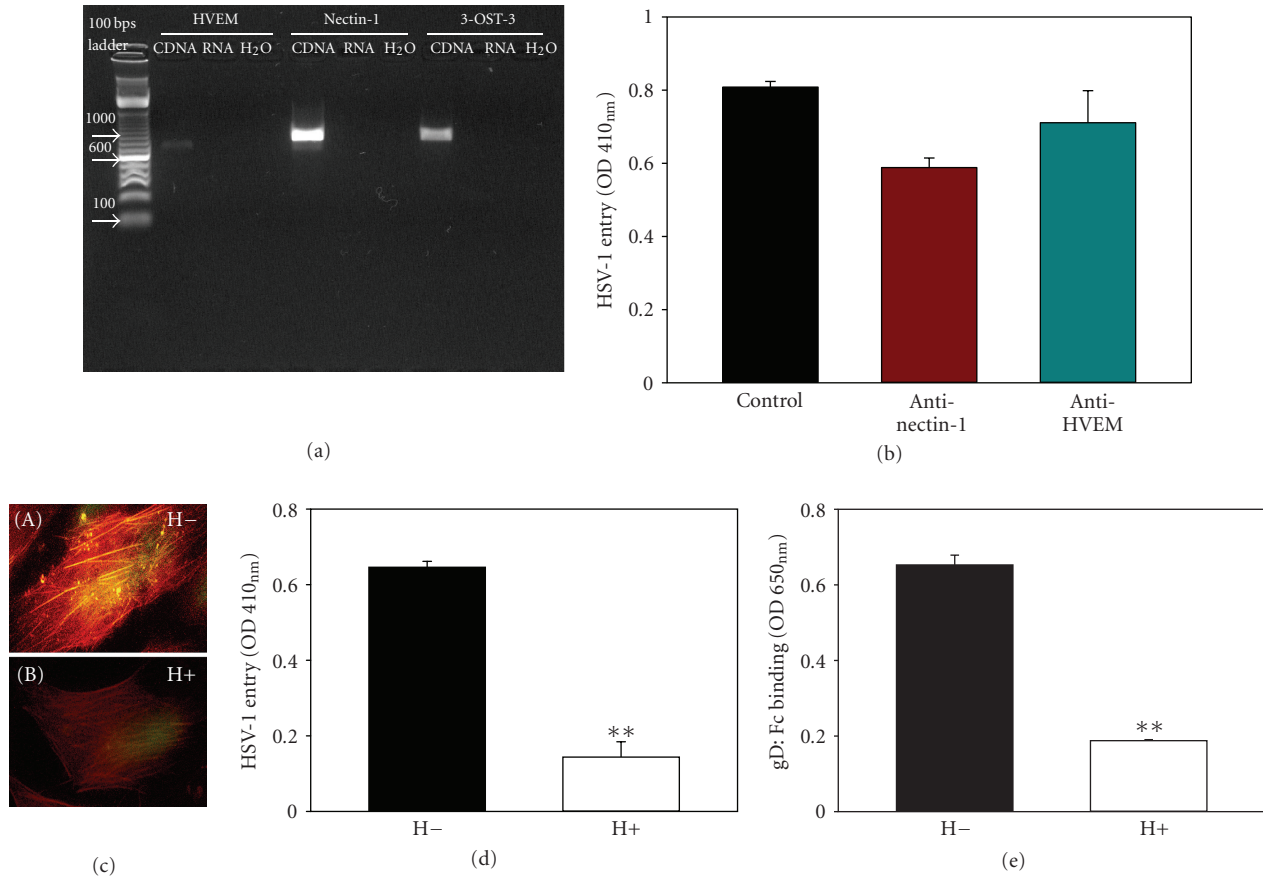 100 bps
ladder
HVEM
Nectin-1
3-OST-3
CDNA RNA H₂O
CDNA RNA H₂O
CDNA RNA H₂O
1000
600
100
(a)
HSV-1 entry (OD 410nm)
1
0.8
0.6
0.4
0.2
0
Control
Anti-
nectin-1
Anti-
HVEM
(b)
(A)
H−
(B)
H+
(c)
HSV-1 entry (OD 410nm)
0.8
0.6
0.4
0.2
0
**
H−
H+
(d)
gD: Fc binding (OD 650nm)
0.8
0.6
0.4
0.2
0
**
H−
H+
(e)